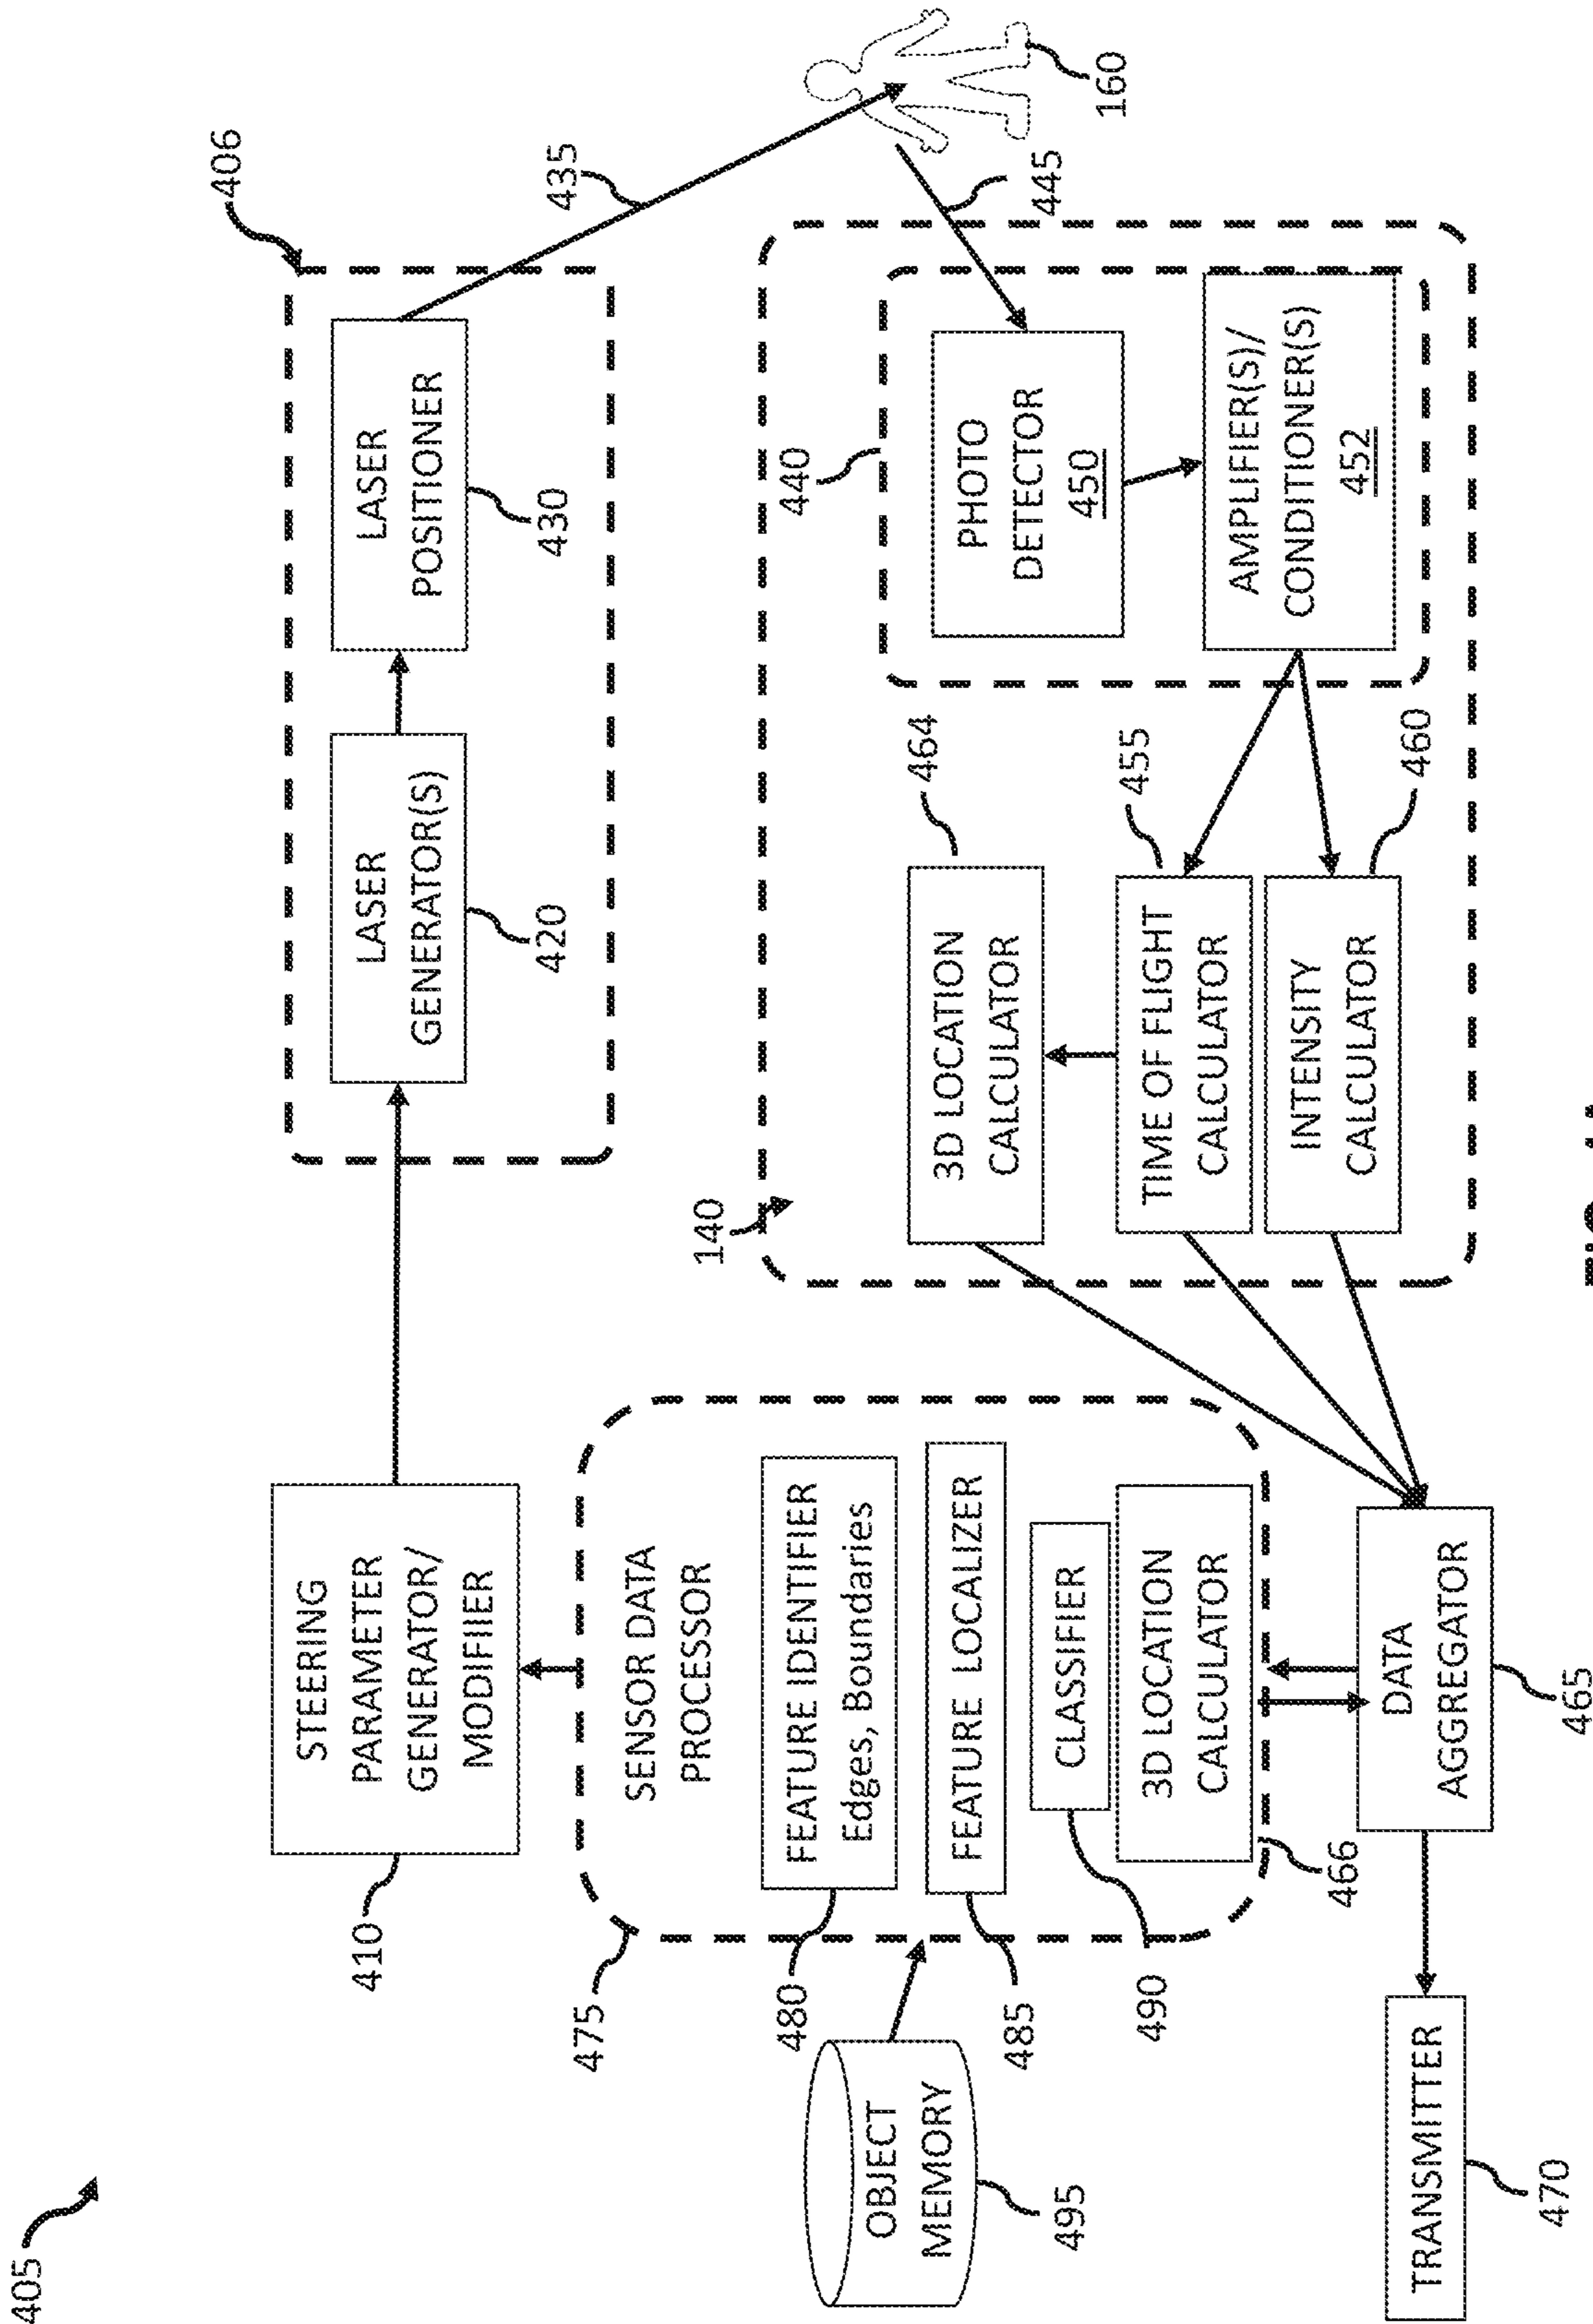 405
406
STEERING
PARAMETER
GENERATOR/
MODIFIIER
410
LASER
GENERATOR(S)
420
LASER
POSITIONER
430
435
160
445
475
SENSOR DATA
PROCESSOR
FEATURE IDENTIFIER
Edges, Boundaries
480
FEATURE LOCALIZER
485
CLASSIFIER
490
3D LOCATION
CALCULATOR
466
OBJECT
MEMORY
495
140
440
PHOTO
DETECTOR
450
AMPLIFIER(S)/
CONDITIONER(S)
452
464
3D LOCATION
CALCULATOR
455
TIME OF FLIGHT
CALCULATOR
INTENSITY
CALCULATOR
460
DATA
AGGREGATOR
465
TRANSMITTER
470